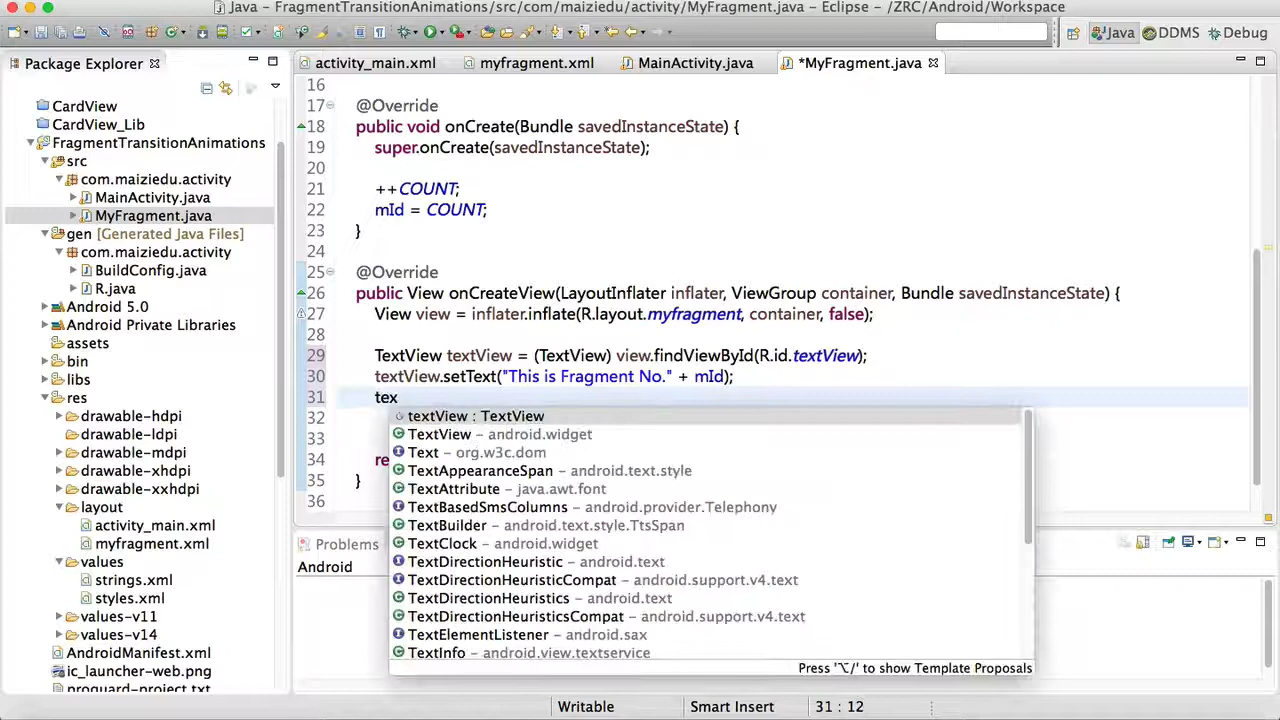 Java – FragmentTransitionAnimations/src/com/maiziedu/activity/MyFragment.java – Eclipse – /ZRC/Android/Workspace
Java
DDMS
Debug
Package Explorer
activity_main.xml
myfragment.xml
MainActivity.java
*MyFragment.java
CardView
CardView_Lib
FragmentTransitionAnimations
src
com.maiziedu.activity
MainActivity.java
MyFragment.java
gen [Generated Java Files]
com.maiziedu.activity
BuildConfig.java
R.java
Android 5.0
Android Private Libraries
assets
bin
libs
res
drawable-hdpi
drawable-ldpi
drawable-mdpi
drawable-xhdpi
drawable-xxhdpi
layout
activity_main.xml
myfragment.xml
values
strings.xml
styles.xml
values-v11
values-v14
AndroidManifest.xml
ic_launcher-web.png
proguard-project.txt
16
17 @Override
18 public void onCreate(Bundle savedInstanceState) {
19 super.onCreate(savedInstanceState);
20
21 ++COUNT;
22 mId = COUNT;
23 }
24
25 @Override
26 public View onCreateView(LayoutInflater inflater, ViewGroup container, Bundle savedInstanceState) {
27 View view = inflater.inflate(R.layout.myfragment, container, false);
28
29 TextView textView = (TextView) view.findViewById(R.id.textView);
30 textView.setText("This is Fragment No." + mId);
31 tex
32
33
34 re
35 }
36
textView : TextView
TextView – android.widget
Text – org.w3c.dom
TextAppearanceSpan – android.text.style
TextAttribute – java.awt.font
TextBasedSmsColumns – android.provider.Telephony
TextBuilder – android.text.style.TtsSpan
TextClock – android.widget
TextDirectionHeuristic – android.text
TextDirectionHeuristicCompat – android.support.v4.text
TextDirectionHeuristics – android.text
TextDirectionHeuristicsCompat – android.support.v4.text
TextElementListener – android.sax
TextInfo – android.view.textservice
Press '⌥/' to show Template Proposals
Problems
Android
Writable
Smart Insert
31 : 12